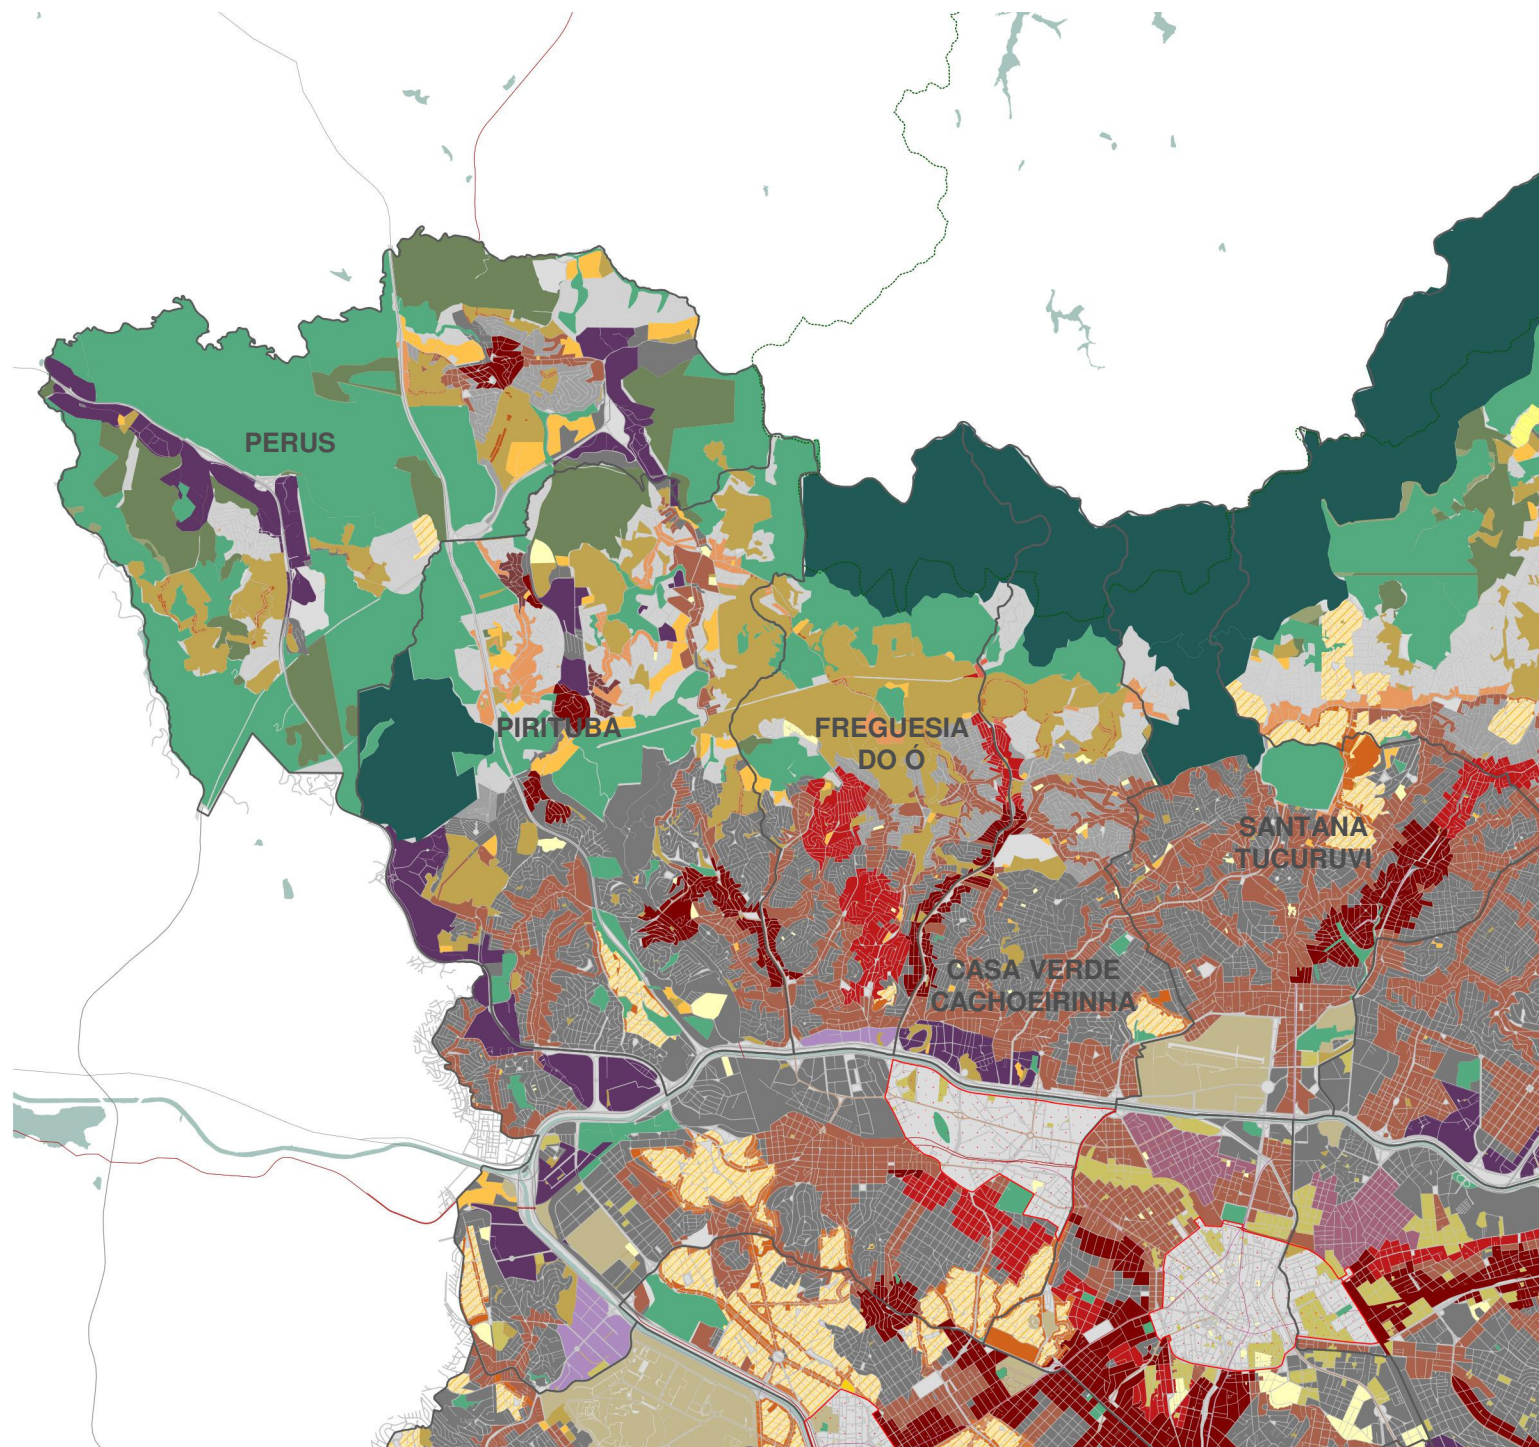 PERUS
PIRITUBA
FREGUESIA
DO Ó
SANTANA
TUCURUVI
CASA VERDE
CACHOEIRINHA